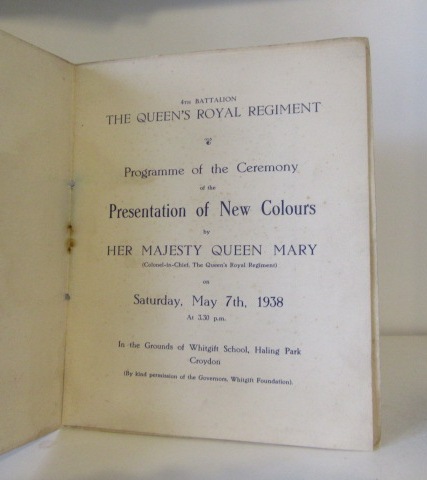 4TH BATTALION
THE QUEEN'S ROYAL REGIMENT
Programme of the Ceremony
of the
Presentation of New Colours
by
HER MAJESTY QUEEN MARY
(Colonel-in-Chief, The Queen's Royal Regiment)
on
Saturday, May 7th, 1938
At 3.30 p.m.
In the Grounds of Whitgift School, Haling Park
Croydon
(By kind permission of the Governors, Whitgift Foundation).